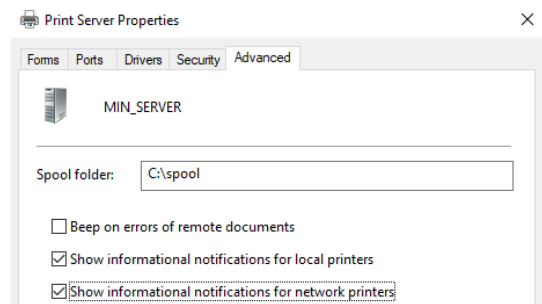 Print Server Properties
Forms Ports Drivers Security Advanced
MIN_SERVER
Spool folder: C:\spool
Beep on errors of remote documents
Show informational notifications for local printers
Show informational notifications for network printers